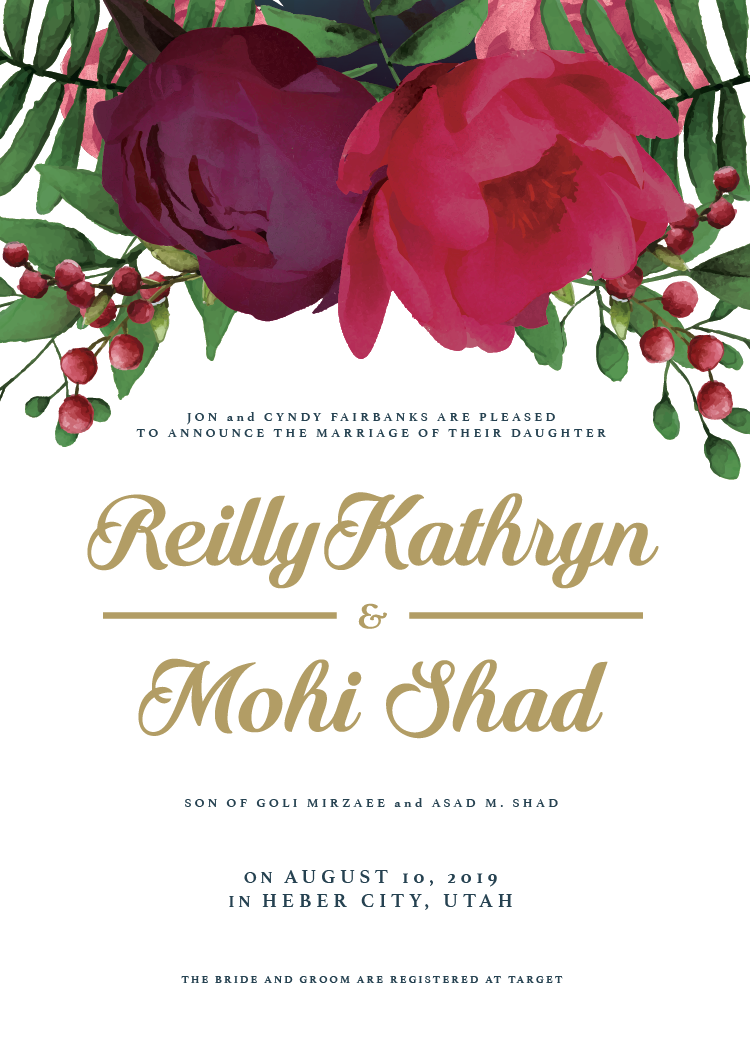 JON and CYNDY FAIRBANKS ARE PLEASED
TO ANNOUNCE THE MARRIAGE OF THEIR DAUGHTER
Reilly Kathryn
&
Mohi Shad
SON OF GOLI MIRZAEE and ASAD M. SHAD
ON AUGUST 10, 2019
IN HEBER CITY, UTAH
THE BRIDE AND GROOM ARE REGISTERED AT TARGET